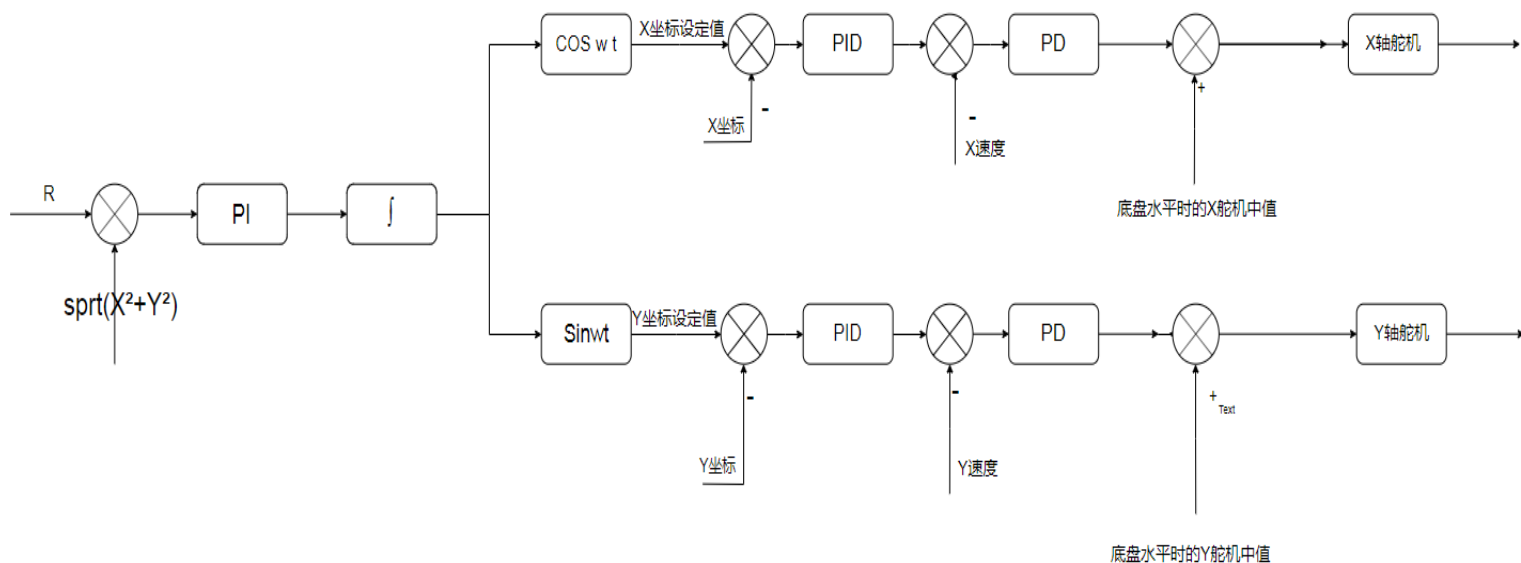 COS w t
X坐标设定值
PID
PD
X轴舵机
+
-
-
X坐标
X速度
底盘水平时的X舵机中值
R
PI
∫
sprt(X²+Y²)
Sinwt
Y坐标设定值
PID
PD
Y轴舵机
-
-
+
Text
Y坐标
Y速度
底盘水平时的Y舵机中值